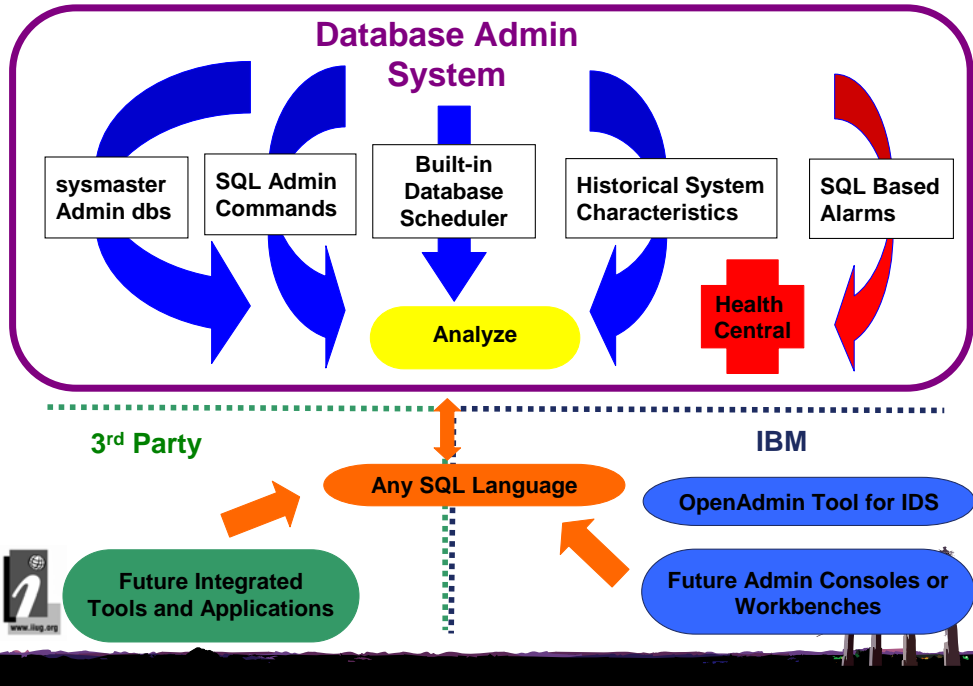 Database Admin
System
sysmaster
Admin dbs
SQL Admin
Commands
Built-in
Database
Scheduler
Historical System
Characteristics
SQL Based
Alarms
Health
Central
Analyze
3rd Party
IBM
Any SQL Language
OpenAdmin Tool for IDS
Future Integrated
Tools and Applications
Future Admin Consoles or
Workbenches
www.iiug.org